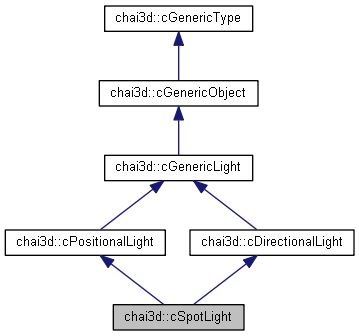 chai3d::cGenericType
chai3d::cGenericObject
chai3d::cGenericLight
chai3d::cPositionalLight
chai3d::cDirectionalLight
chai3d::cSpotLight